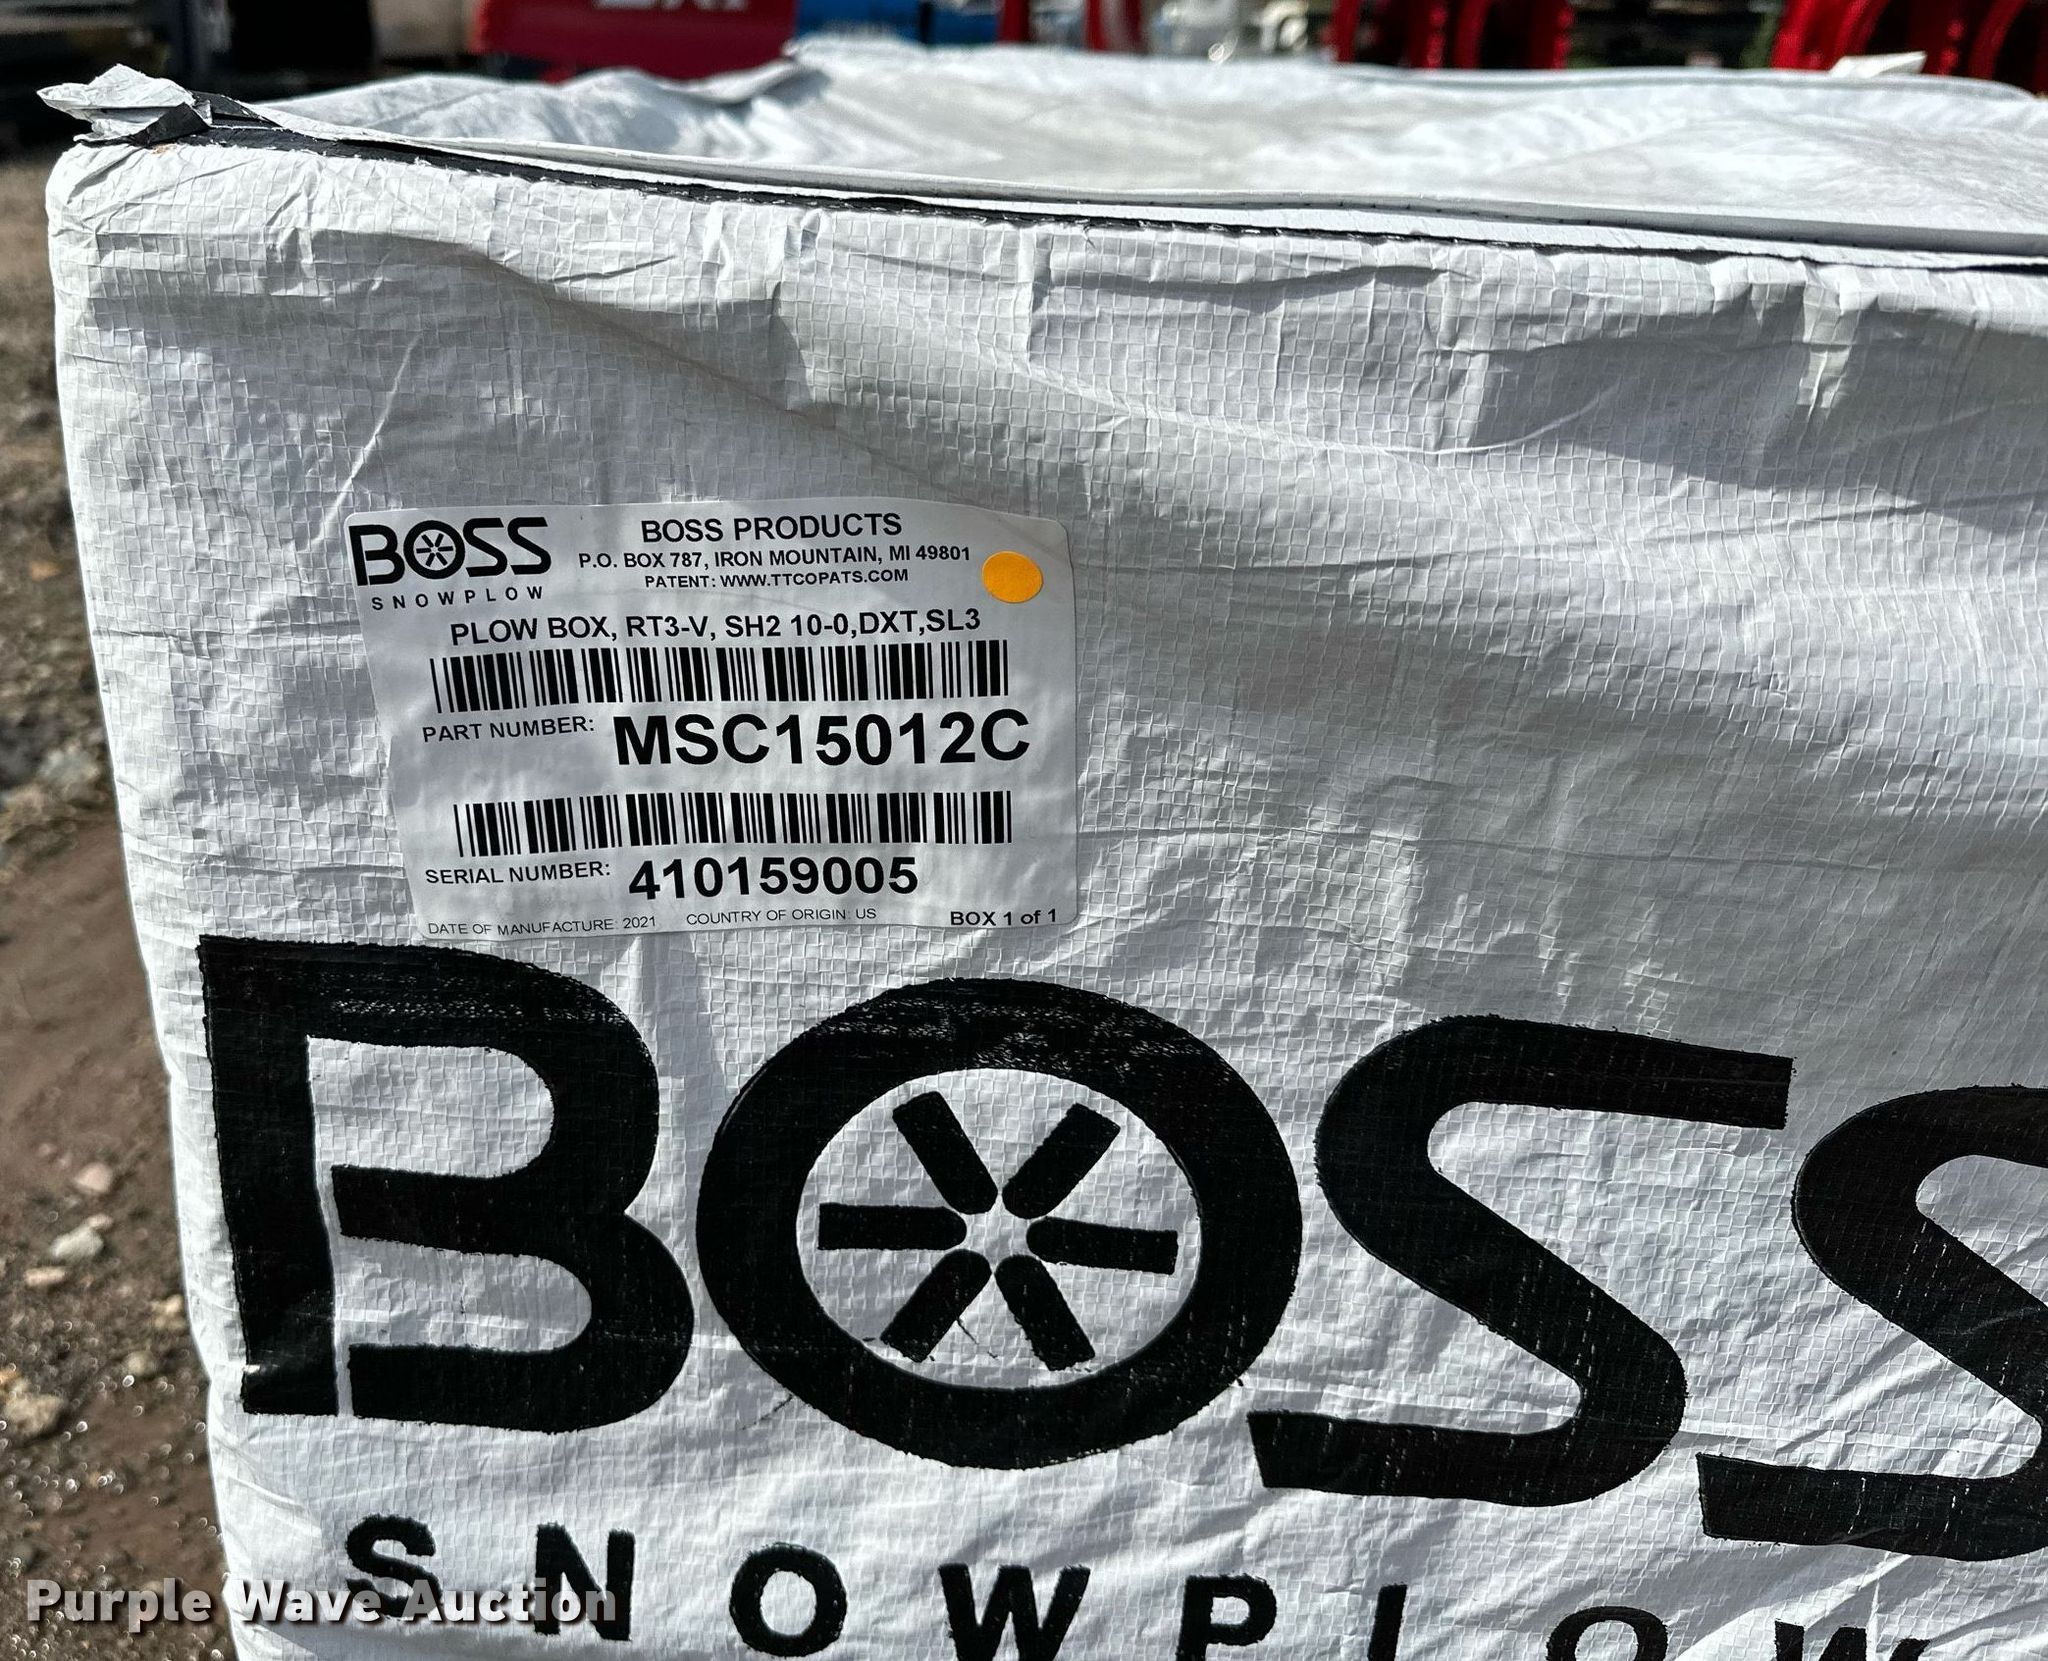 BOSS
SNOWPLOW
BOSS PRODUCTS
P.O. BOX 787, IRON MOUNTAIN, MI 49801
PATENT: WWW.TTCOPATS.COM
PLOW BOX, RT3-V, SH2 10-0,DXT,SL3
PART NUMBER: MSC15012C
SERIAL NUMBER: 410159005
DATE OF MANUFACTURE: 2021 COUNTRY OF ORIGIN: US BOX 1 of 1
BOSS
SNOWPLOW
Purple Wave Auction